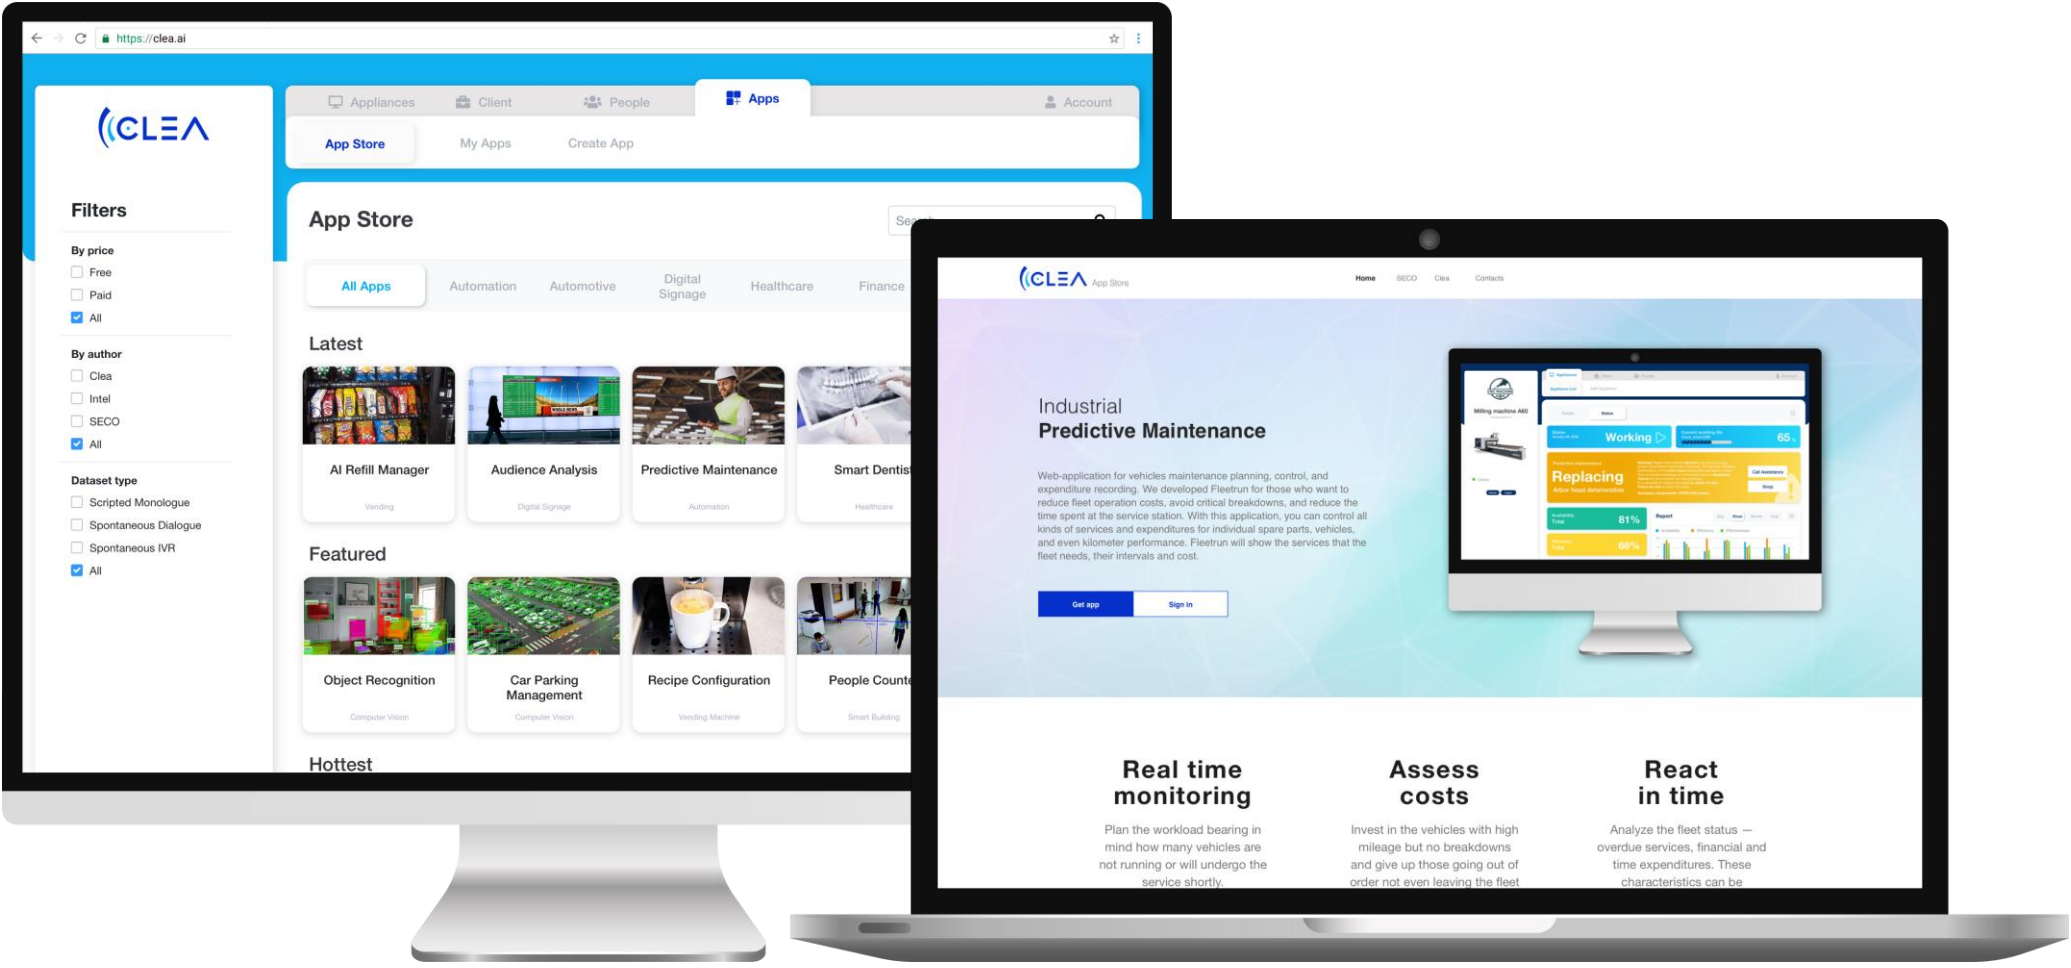 https://clea.ai
CLEA
Appliances
Client
People
Apps
Account
App Store
My Apps
Create App
Filters
By price
Free
Paid
All
By author
Clea
Intel
SECO
All
Dataset type
Scripted Monologue
Spontaneous Dialogue
Spontaneous IVR
All
App Store
All Apps
Automation
Automotive
Digital
Signage
Healthcare
Finance
Latest
AI Refill Manager
Vending
Audience Analysis
Digital Signage
Predictive Maintenance
Automation
Smart Dentist
Healthcare
Featured
Object Recognition
Computer Vision
Car Parking
Management
Computer Vision
Recipe Configuration
Vending Machine
People Counte
Smart Building
Hottest
CLEA App Store
Home
SECO
Clea
Contacts
Industrial
Predictive Maintenance
Web-application for vehicles maintenance planning, control, and
expenditure recording. We developed Fleetrun for those who want to
reduce fleet operation costs, avoid critical breakdowns, and reduce the
time spent at the service station. With this application, you can control all
kinds of services and expenditures for individual spare parts, vehicles,
and even kilometer performance. Fleetrun will show the services that the
fleet needs, their intervals and cost.
Get app
Sign in
Milling machine A60
Status
Working
65
Replacing
Arbor head deterioration
Call Assistance
Shop
81%
Report
68%
Real time
monitoring
Plan the workload bearing in
mind how many vehicles are
not running or will undergo the
service shortly.
Assess
costs
Invest in the vehicles with high
mileage but no breakdowns
and give up those going out of
order not even leaving the fleet
React
in time
Analyze the fleet status —
overdue services, financial and
time expenditures. These
characteristics can be